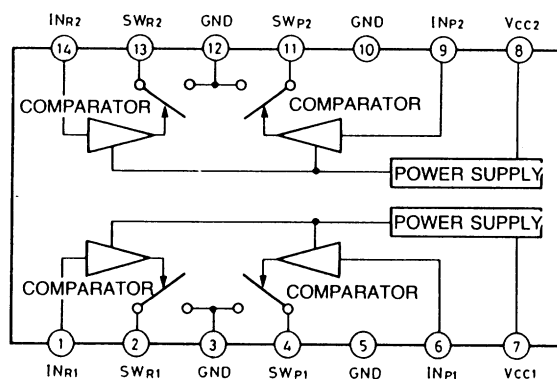 INR2 SWR2 GND SWP2 GND INP2 VCC2
14 13 12 11 10 9 8
COMPARATOR COMPARATOR
POWER SUPPLY
POWER SUPPLY
COMPARATOR COMPARATOR
1 2 3 4 5 6 7
INR1 SWR1 GND SWP1 GND INP1 VCC1